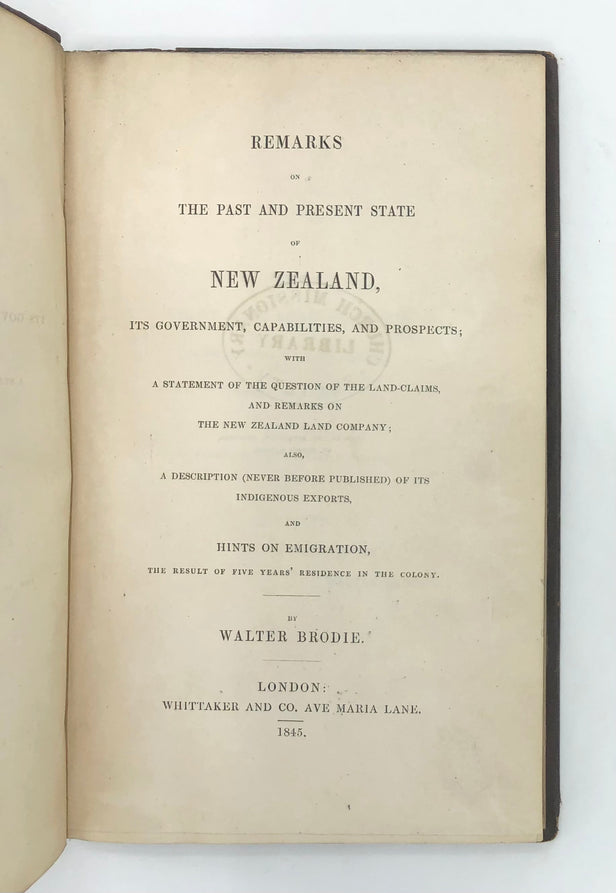 REMARKS
ON
THE PAST AND PRESENT STATE
OF
NEW ZEALAND,
ITS GOVERNMENT, CAPABILITIES, AND PROSPECTS;
WITH
A STATEMENT OF THE QUESTION OF THE LAND-CLAIMS,
AND REMARKS ON
THE NEW ZEALAND LAND COMPANY;
ALSO,
A DESCRIPTION (NEVER BEFORE PUBLISHED) OF ITS
INDIGENOUS EXPORTS,
AND
HINTS ON EMIGRATION,
THE RESULT OF FIVE YEARS' RESIDENCE IN THE COLONY.
BY
WALTER BRODIE.
LONDON:
WHITTAKER AND CO. AVE MARIA LANE.
1845.
CHURCH MISSIONARY
LIBRARY